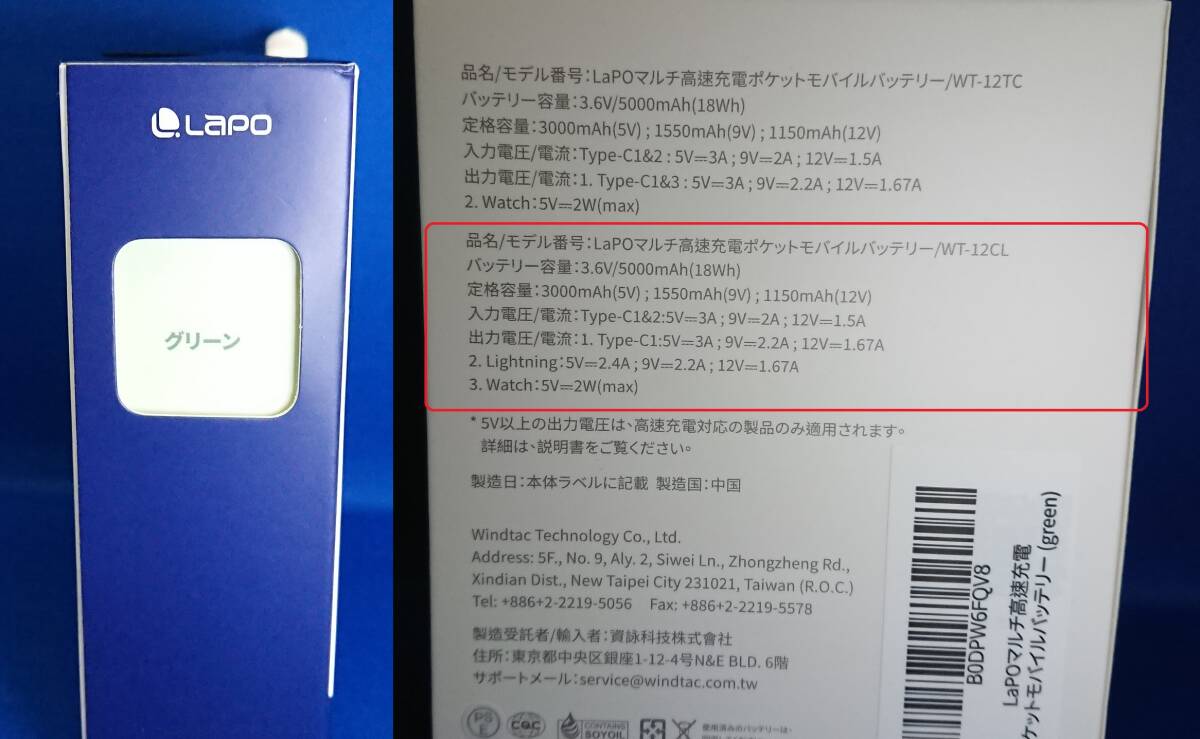 LAPO
グリーン
品名/モデル番号:LaPOマルチ高速充電ポケットモバイルバッテリー/WT-12TC
バッテリー容量:3.6V/5000mAh(18Wh)
定格容量:3000mAh(5V) ; 1550mAh(9V) ; 1150mAh(12V)
入力電圧/電流:Type-C1&2 : 5V⎓3A ; 9V⎓2A ; 12V⎓1.5A
出力電圧/電流:1. Type-C1&3 : 5V⎓3A ; 9V⎓2.2A ; 12V⎓1.67A
2. Watch:5V⎓2W(max)
品名/モデル番号:LaPOマルチ高速充電ポケットモバイルバッテリー/WT-12CL
バッテリー容量:3.6V/5000mAh(18Wh)
定格容量:3000mAh(5V) ; 1550mAh(9V) ; 1150mAh(12V)
入力電圧/電流:Type-C1&2:5V⎓3A ; 9V⎓2A ; 12V⎓1.5A
出力電圧/電流:1. Type-C1:5V⎓3A ; 9V⎓2.2A ; 12V⎓1.67A
2. Lightning:5V⎓2.4A ; 9V⎓2.2A ; 12V⎓1.67A
3. Watch:5V⎓2W(max)
* 5V以上の出力電圧は、高速充電対応の製品のみ適用されます。
詳細は、説明書をご覧ください。
製造日:本体ラベルに記載 製造国:中国
Windtac Technology Co., Ltd.
Address: 5F., No. 9, Aly. 2, Siwei Ln., Zhongzheng Rd.,
Xindian Dist., New Taipei City 231021, Taiwan (R.O.C.)
Tel: +886+2-2219-5056 Fax: +886+2-2219-5578
製造受託者/輸入者:資詠科技株式會社
住所:東京都中央区銀座1-12-4号N&E BLD. 6階
サポートメール:service@windtac.com.tw
PS
E
CQC
CONTAINS
SOYOIL
使用済みのバッテリーは、
B0DPW6FQV8
LaPOマルチ高速充電
ケットモバイルバッテリー (green)